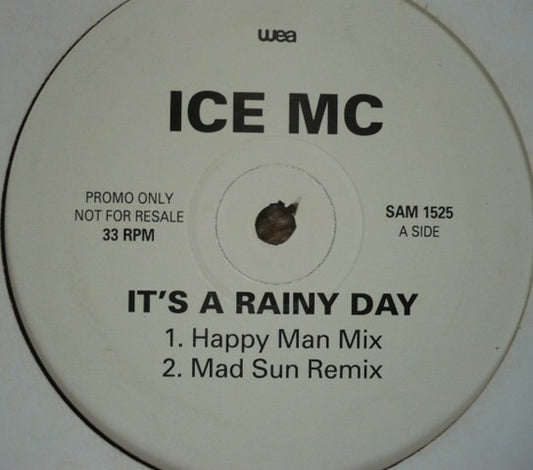 wea
ICE MC
PROMO ONLY
NOT FOR RESALE
33 RPM
SAM 1525
A SIDE
IT'S A RAINY DAY
1. Happy Man Mix
2. Mad Sun Remix